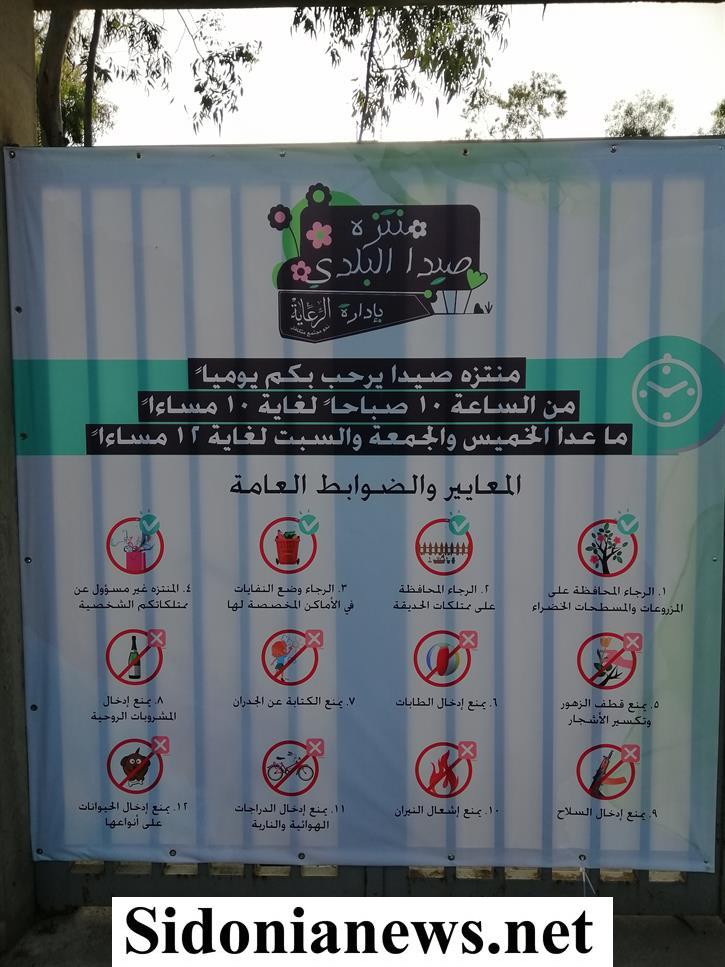 منتزه
صيدا البلدي
بإدارة الرعاية
منتزه صيدا يرحب بكم يومياً
من الساعة ١٠ صباحاً لغاية ١٠ مساءاً
ما عدا الخميس والجمعة والسبت لغاية ١٢ مساءاً
المعايير والضوابط العامة
١. الرجاء المحافظة على
المزروعات والمسطحات الخضراء
٢. الرجاء المحافظة
على ممتلكات الحديقة
٣. الرجاء وضع النفايات
في الأماكن المخصصة لها
٤. المنتزه غير مسؤول عن
ممتلكاتكم الشخصية
٥. يمنع قطف الزهور
وتكسير الأشجار
٦. يمنع إدخال الطابات
٧. يمنع الكتابة عن الجدران
٨. يمنع إدخال
المشروبات الروحية
٩. يمنع إدخال السلاح
١٠. يمنع إشعال النيران
١١. يمنع إدخال الدراجات
الهوائية والنارية
١٢. يمنع إدخال الحيوانات
على أنواعها
Sidonianews.net